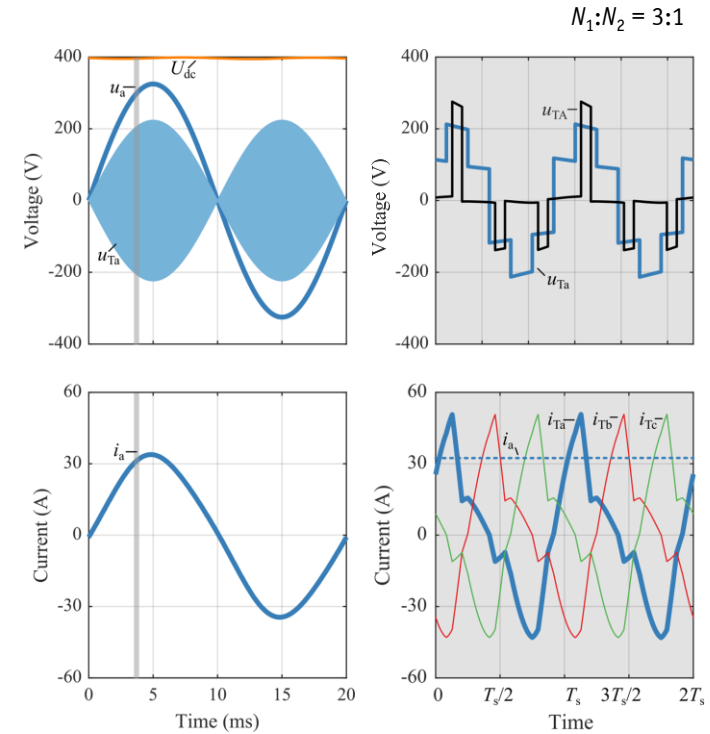 N1:N2 = 3:1
400
200
0
-200
-400
Voltage (V)
Udc
ua
uTa
400
200
0
-200
-400
Voltage (V)
uTA
uTa
60
30
0
-30
-60
Current (A)
ia
0 5 10 15 20
Time (ms)
60
30
0
-30
-60
Current (A)
iTa iTb iTc
ia
0 Ts/2 Ts 3Ts/2 2Ts
Time